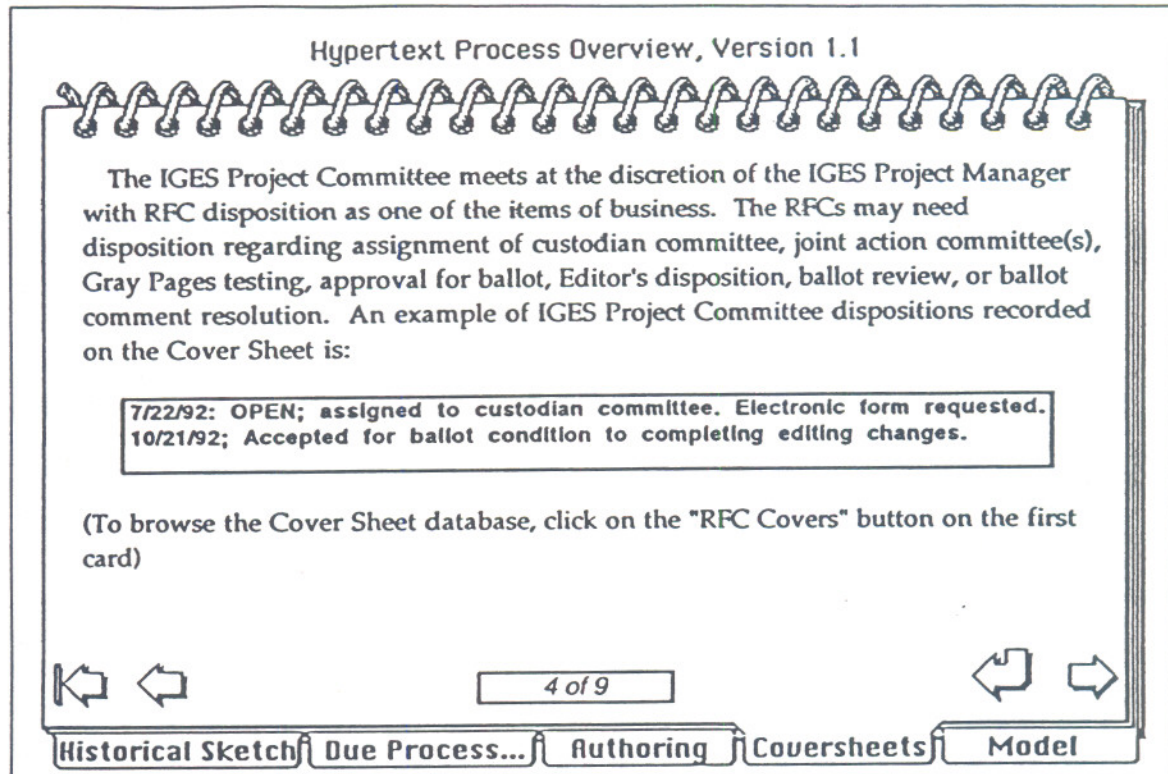 Hypertext Process Overview, Version 1.1
The IGES Project Committee meets at the discretion of the IGES Project Manager
with RFC disposition as one of the items of business. The RFCs may need
disposition regarding assignment of custodian committee, joint action committee(s),
Gray Pages testing, approval for ballot, Editor's disposition, ballot review, or ballot
comment resolution. An example of IGES Project Committee dispositions recorded
on the Cover Sheet is:
7/22/92: OPEN; assigned to custodian committee. Electronic form requested.
10/21/92; Accepted for ballot condition to completing editing changes.
(To browse the Cover Sheet database, click on the "RFC Covers" button on the first
card)
4 of 9
Historical Sketch Due Process... Authoring Coversheets Model